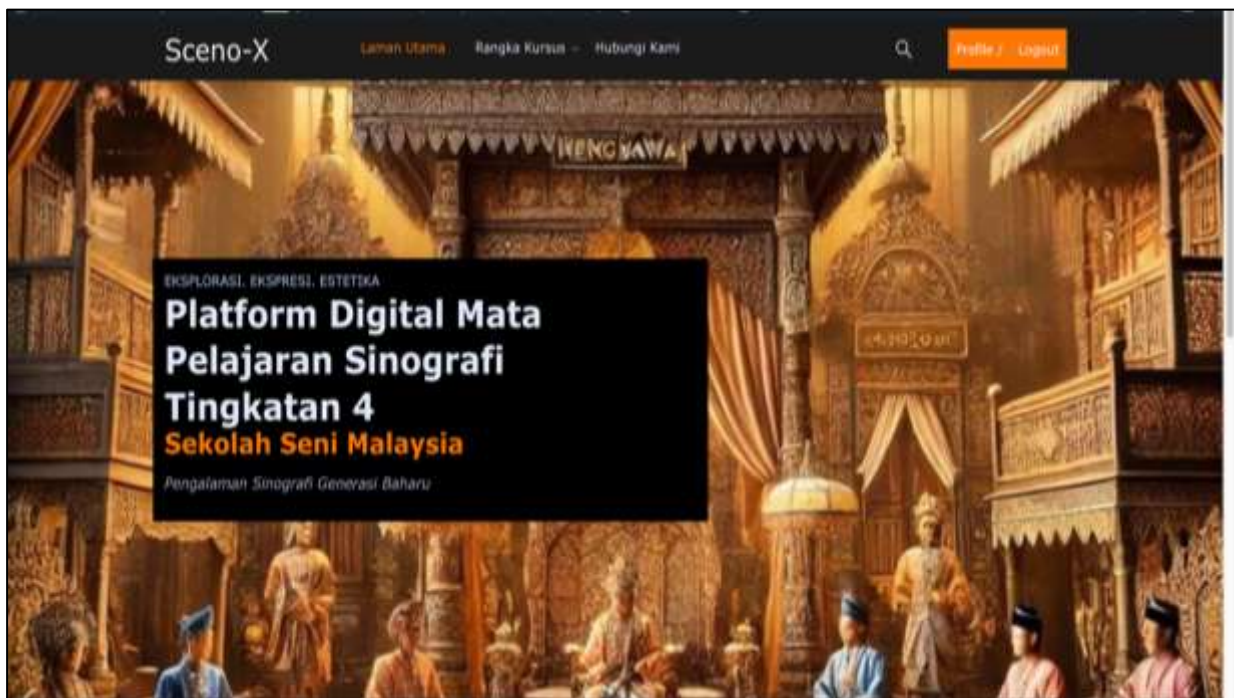 Sceno-X
Laman Utama
Rangka Kursus
Hubungi Kami
Profile / Logout
EKSPLORASI. EKSPRESI. ESTETIKA
Platform Digital Mata
Pelajaran Sinografi
Tingkatan 4
Sekolah Seni Malaysia
Pengalaman Sinografi Generasi Baharu